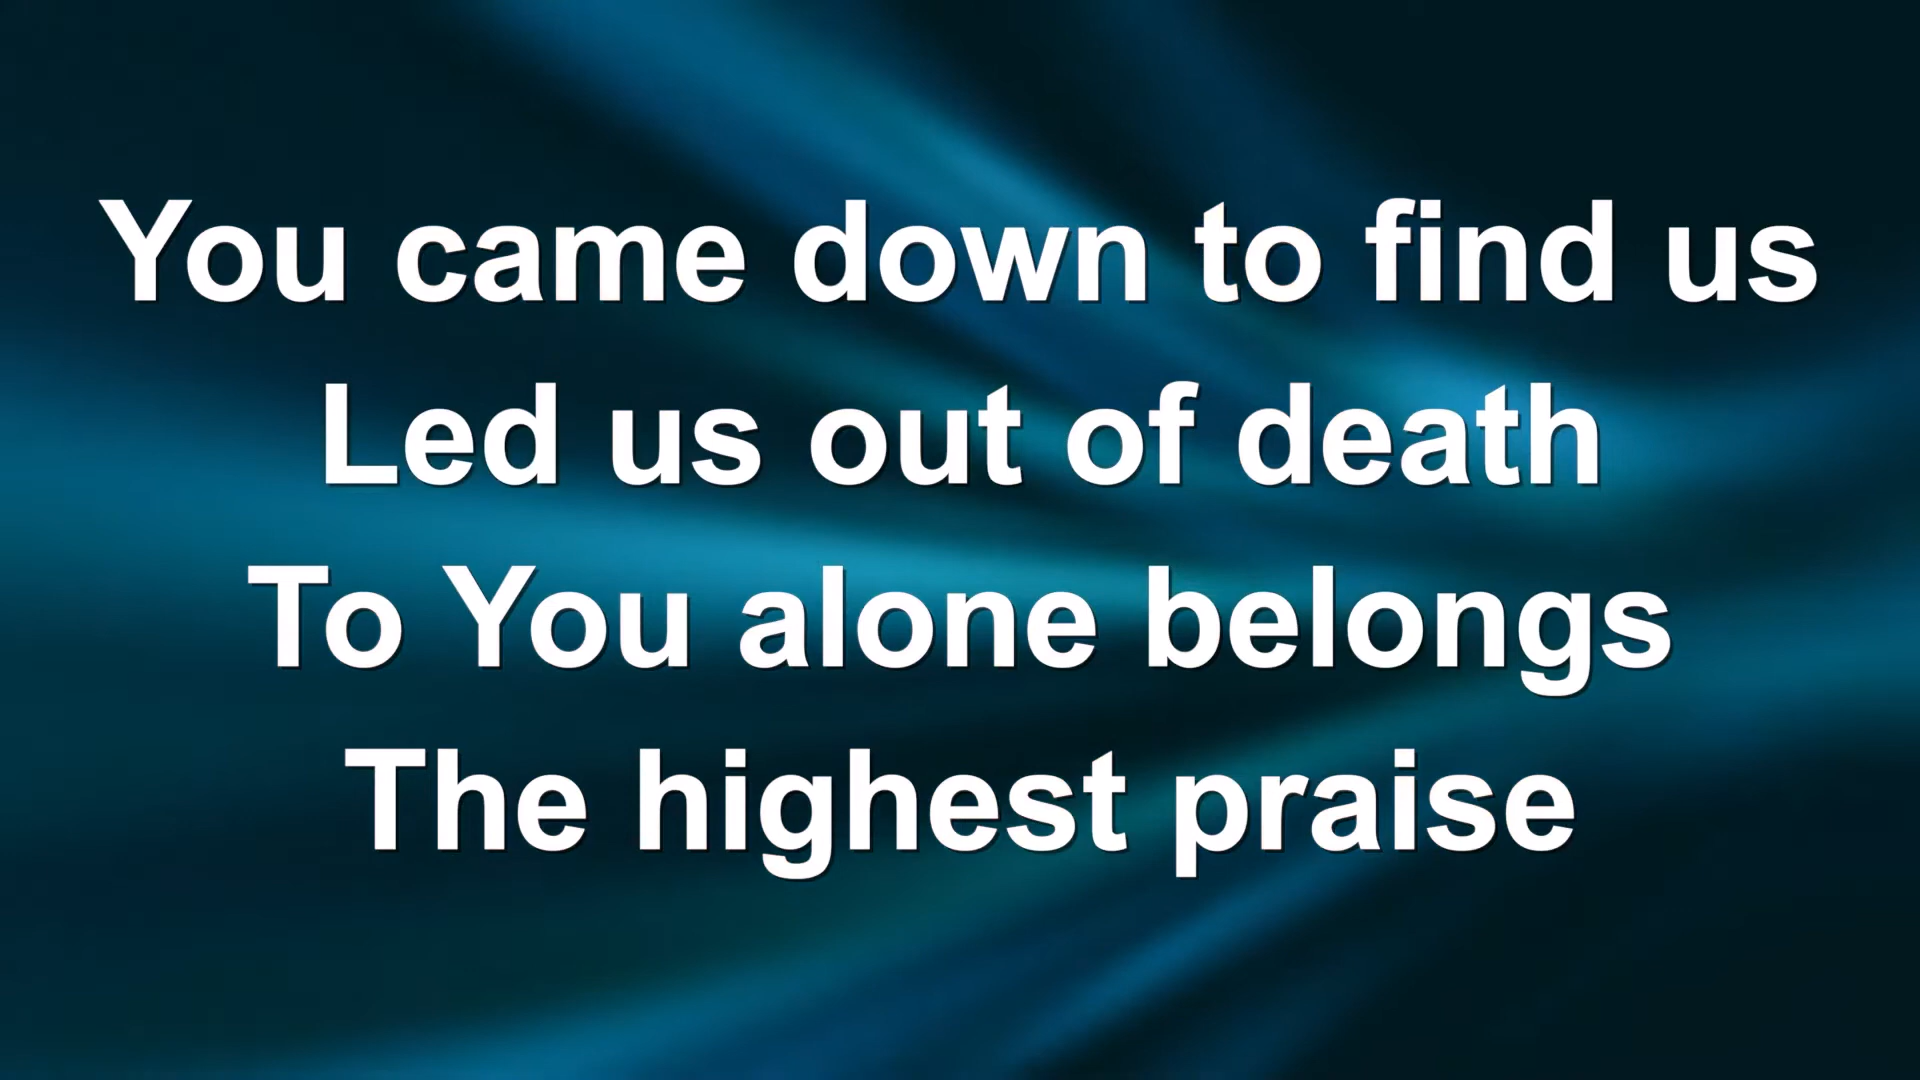 You came down to find us
Led us out of death
To You alone belongs
The highest praise